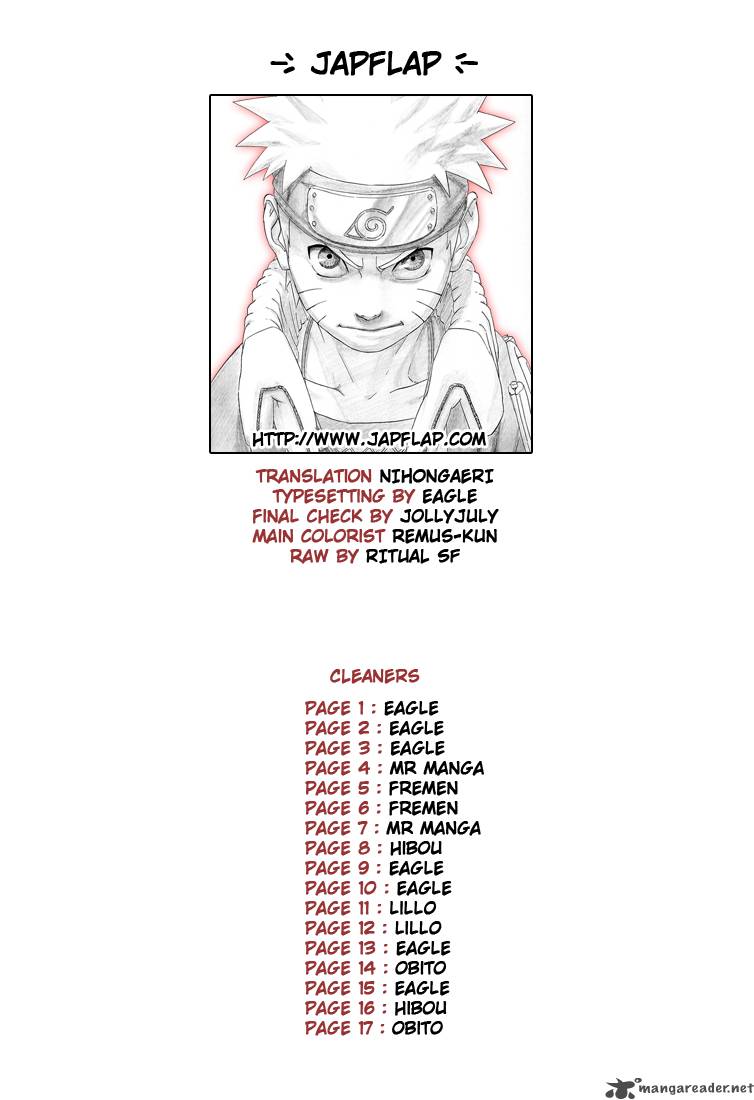 JAPFLAP
HTTP://WWW.JAPFLAP.COM
TRANSLATION NIHONGAERI
TYPESETTING BY EAGLE
FINAL CHECK BY JOLLYJULY
MAIN COLORIST REMUS-KUN
RAW BY RITUAL SF
CLEANERS
PAGE 1 : EAGLE
PAGE 2 : EAGLE
PAGE 3 : EAGLE
PAGE 4 : MR MANGA
PAGE 5 : FREMEN
PAGE 6 : FREMEN
PAGE 7 : MR MANGA
PAGE 8 : HIBOU
PAGE 9 : EAGLE
PAGE 10 : EAGLE
PAGE 11 : LILLO
PAGE 12 : LILLO
PAGE 13 : EAGLE
PAGE 14 : OBITO
PAGE 15 : EAGLE
PAGE 16 : HIBOU
PAGE 17 : OBITO
mangareader.net